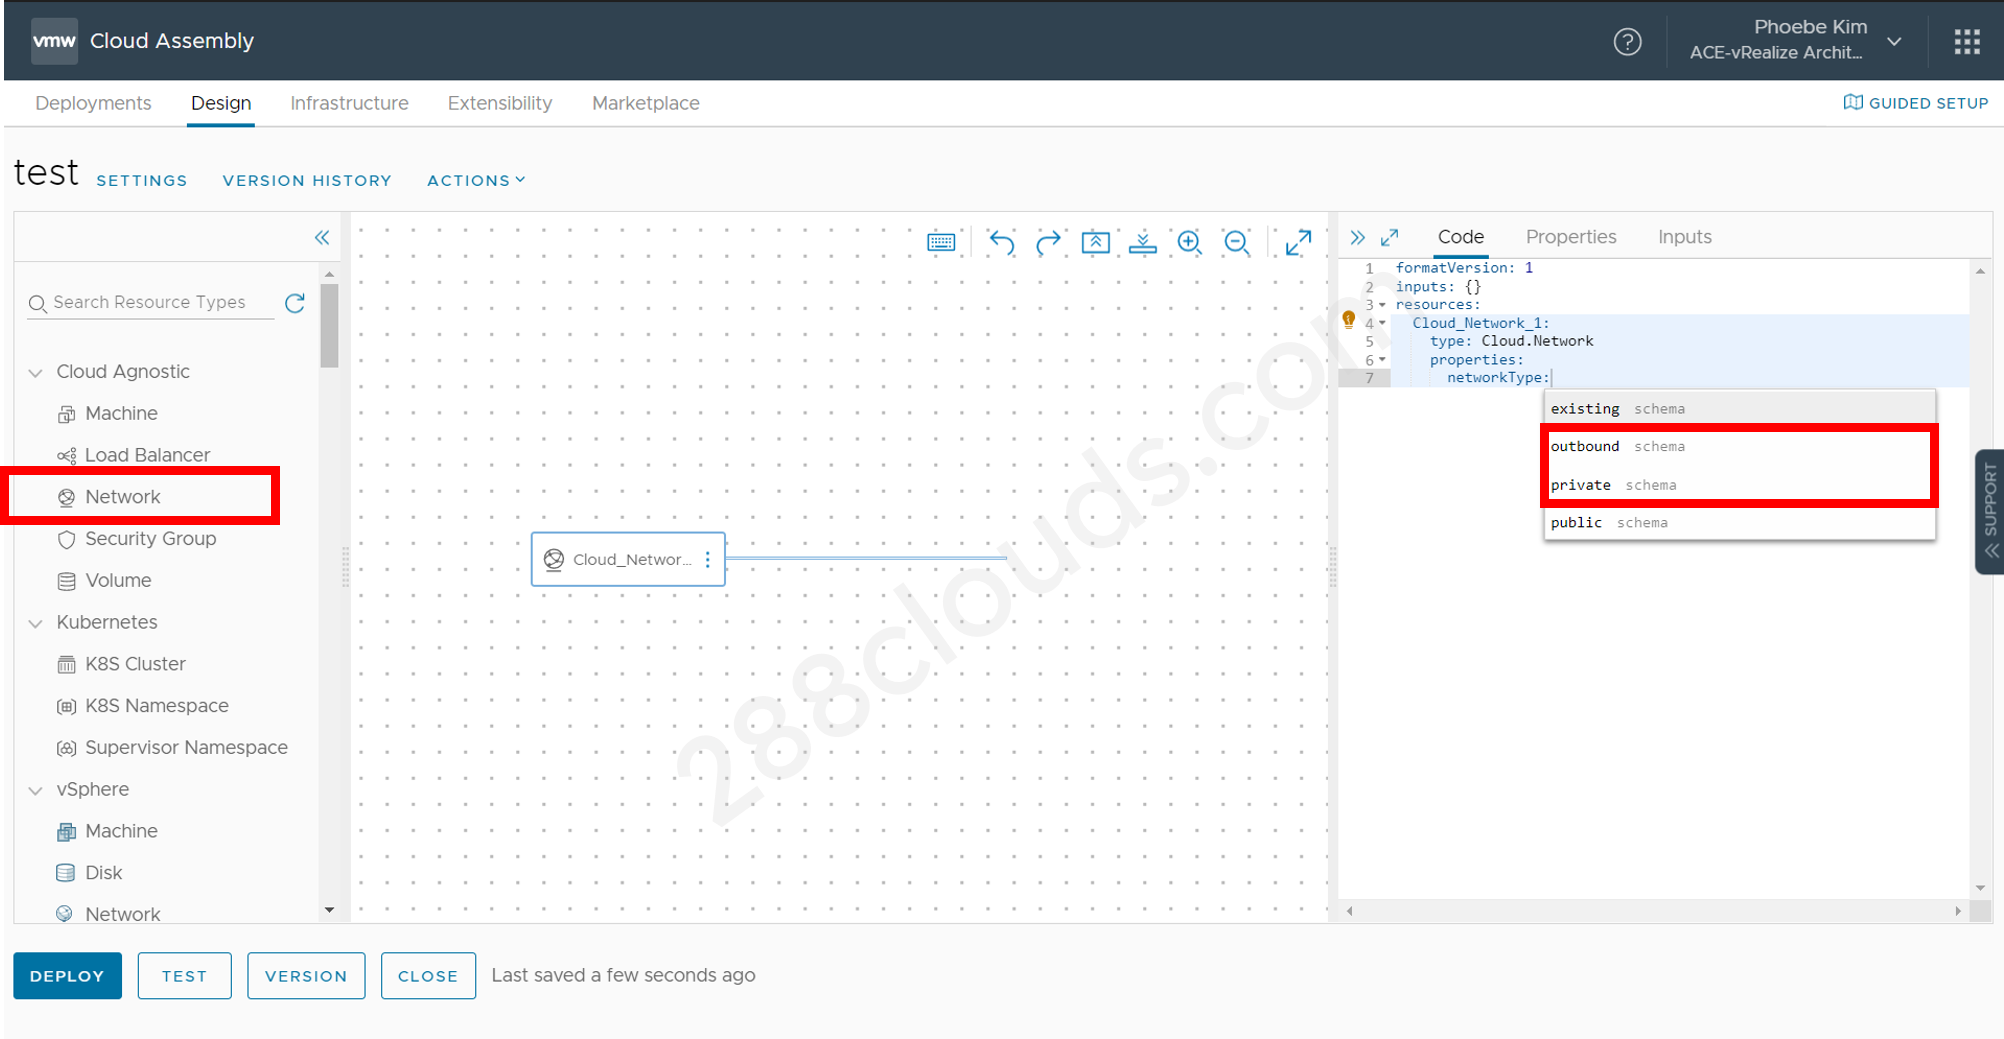 vmw Cloud Assembly
Phoebe Kim
ACE-vRealize Archit...
Deployments Design Infrastructure Extensibility Marketplace
GUIDED SETUP
test SETTINGS VERSION HISTORY ACTIONS
Search Resource Types
Cloud Agnostic
Machine
Load Balancer
Network
Security Group
Volume
Kubernetes
K8S Cluster
K8S Namespace
Supervisor Namespace
vSphere
Machine
Disk
Network
Cloud_Networ...
288clouds.com
Code Properties Inputs
1 formatVersion: 1
2 inputs: {}
3 resources:
4 Cloud_Network_1:
5 type: Cloud.Network
6 properties:
7 networkType:
existing schema
outbound schema
private schema
public schema
SUPPORT
DEPLOY TEST VERSION CLOSE Last saved a few seconds ago